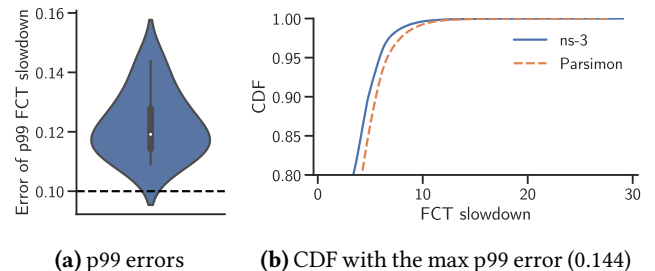 Error of p99 FCT slowdown
0.16
0.14
0.12
0.10
(a) p99 errors
CDF
1.00
0.95
0.90
0.85
0.80
ns-3
Parsimon
0 10 20 30
FCT slowdown
(b) CDF with the max p99 error (0.144)